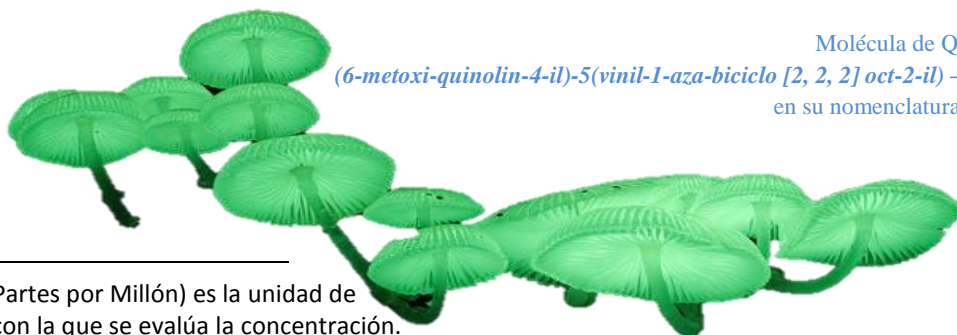 Molécula de Q
(6-metoxi-quinolin-4-il)-5(vinil-1-aza-biciclo [2, 2, 2] oct-2-il) –
en su nomenclatura
Partes por Millón) es la unidad de
con la que se evalúa la concentración.